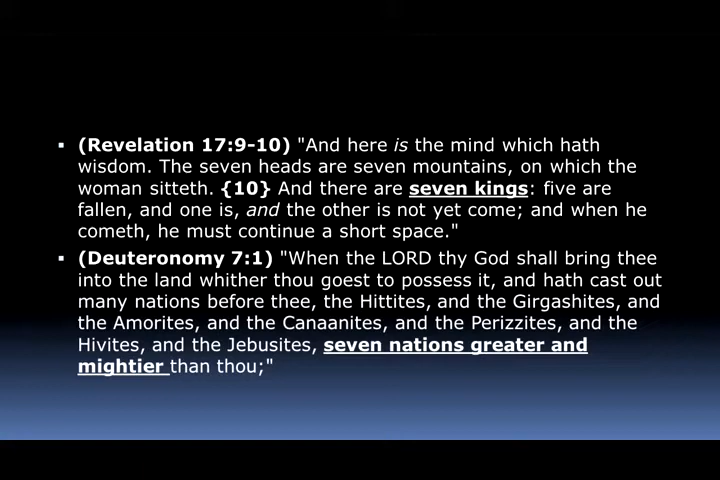 ▪ (Revelation 17:9-10) "And here is the mind which hath
wisdom. The seven heads are seven mountains, on which the
woman sitteth. {10} And there are seven kings: five are
fallen, and one is, and the other is not yet come; and when he
cometh, he must continue a short space."
▪ (Deuteronomy 7:1) "When the LORD thy God shall bring thee
into the land whither thou goest to possess it, and hath cast out
many nations before thee, the Hittites, and the Girgashites, and
the Amorites, and the Canaanites, and the Perizzites, and the
Hivites, and the Jebusites, seven nations greater and
mightier than thou;"